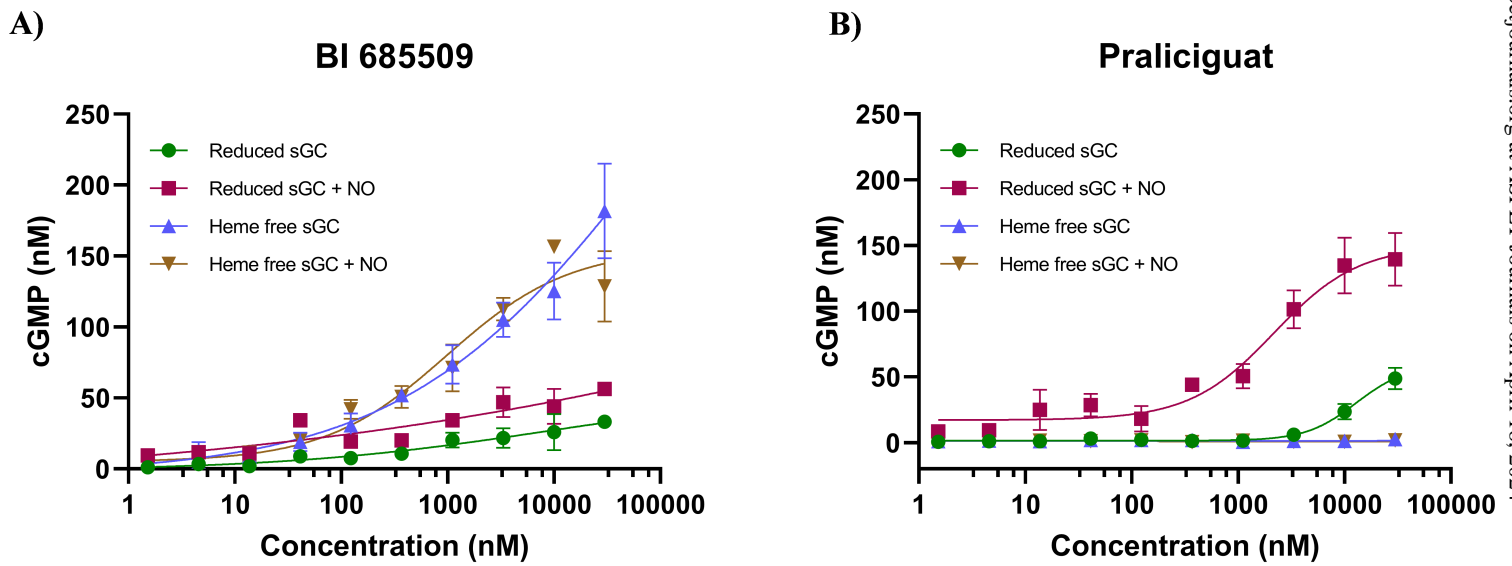 A)
BI 685509
250
200
150
100
50
0
cGMP (nM)
Reduced sGC
Reduced sGC + NO
Heme free sGC
Heme free sGC + NO
1
10
100
1000
10000
100000
Concentration (nM)
B)
Praliciguat
250
200
150
100
50
0
cGMP (nM)
Reduced sGC
Reduced sGC + NO
Heme free sGC
Heme free sGC + NO
1
10
100
1000
10000
100000
Concentration (nM)